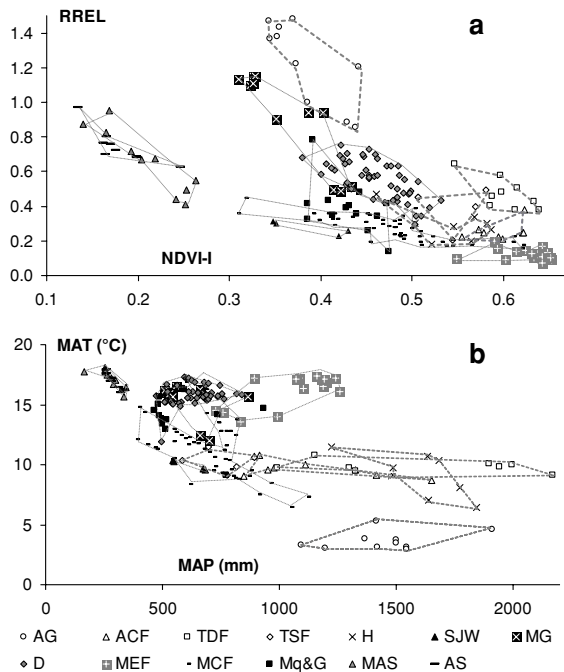 RREL
a
1.4
1.2
1.0
0.8
0.6
0.4
0.2
0.0
NDVI-I
0.1 0.2 0.3 0.4 0.5 0.6
MAT (°C)
b
20
15
10
5
0
MAP (mm)
0 500 1000 1500 2000
AG ACF TDF TSF H SJW MG
D MEF MCF Mq&G MAS AS